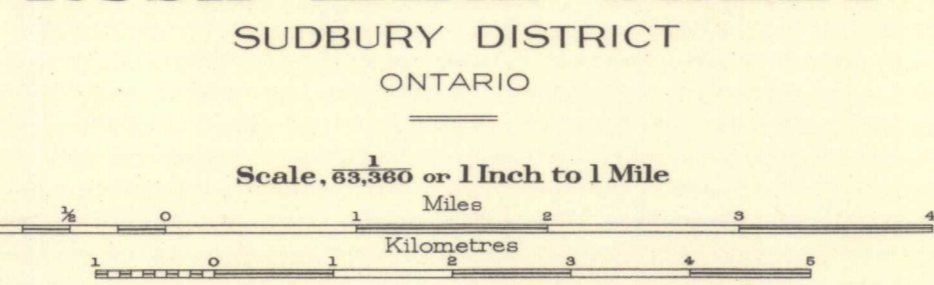 SUDBURY DISTRICT
ONTARIO
Scale, 1/63,360 or 1 Inch to 1 Mile
Miles
½ 0 1 2 3 4
Kilometres
1 0 1 2 3 4 5